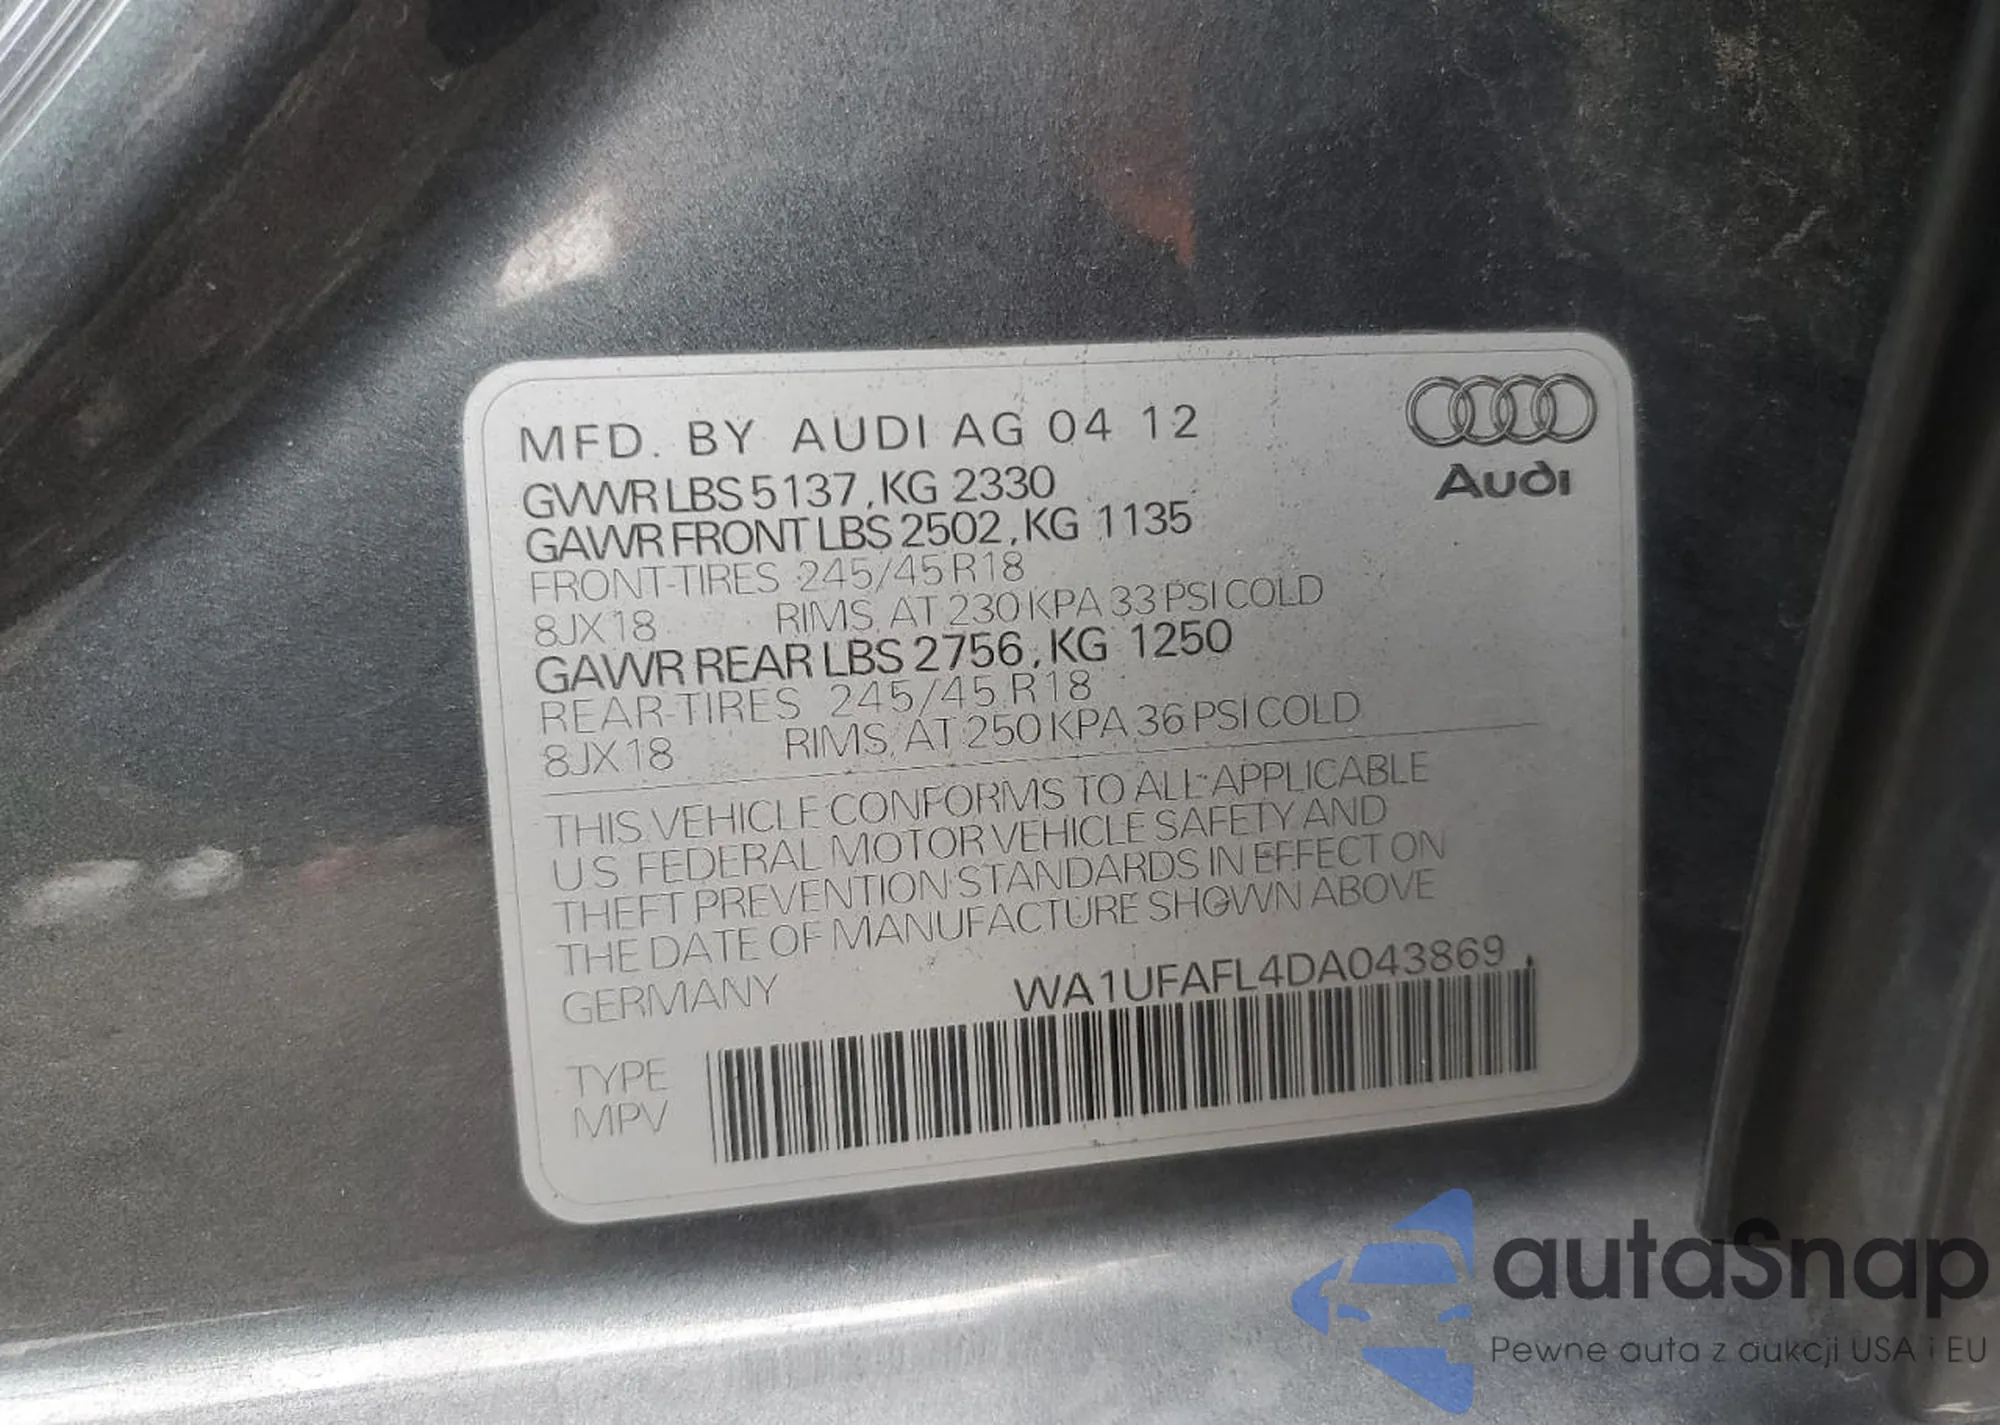 MFD. BY AUDI AG 04 12
Audi
GVWR LBS 5137, KG 2330
GAWR FRONT LBS 2502, KG 1135
FRONT-TIRES 245/45 R18
8JX18 RIMS, AT 230 KPA 33 PSI COLD
GAWR REAR LBS 2756, KG 1250
REAR-TIRES 245/45 R18
8JX18 RIMS, AT 250 KPA 36 PSI COLD
THIS VEHICLE CONFORMS TO ALL APPLICABLE
U S FEDERAL MOTOR VEHICLE SAFETY AND
THEFT PREVENTION STANDARDS IN EFFECT ON
THE DATE OF MANUFACTURE SHOWN ABOVE
GERMANY WA1UFAFL4DA043869
TYPE
MPV
autaSnap
Pewne auta z aukcji USA i EU